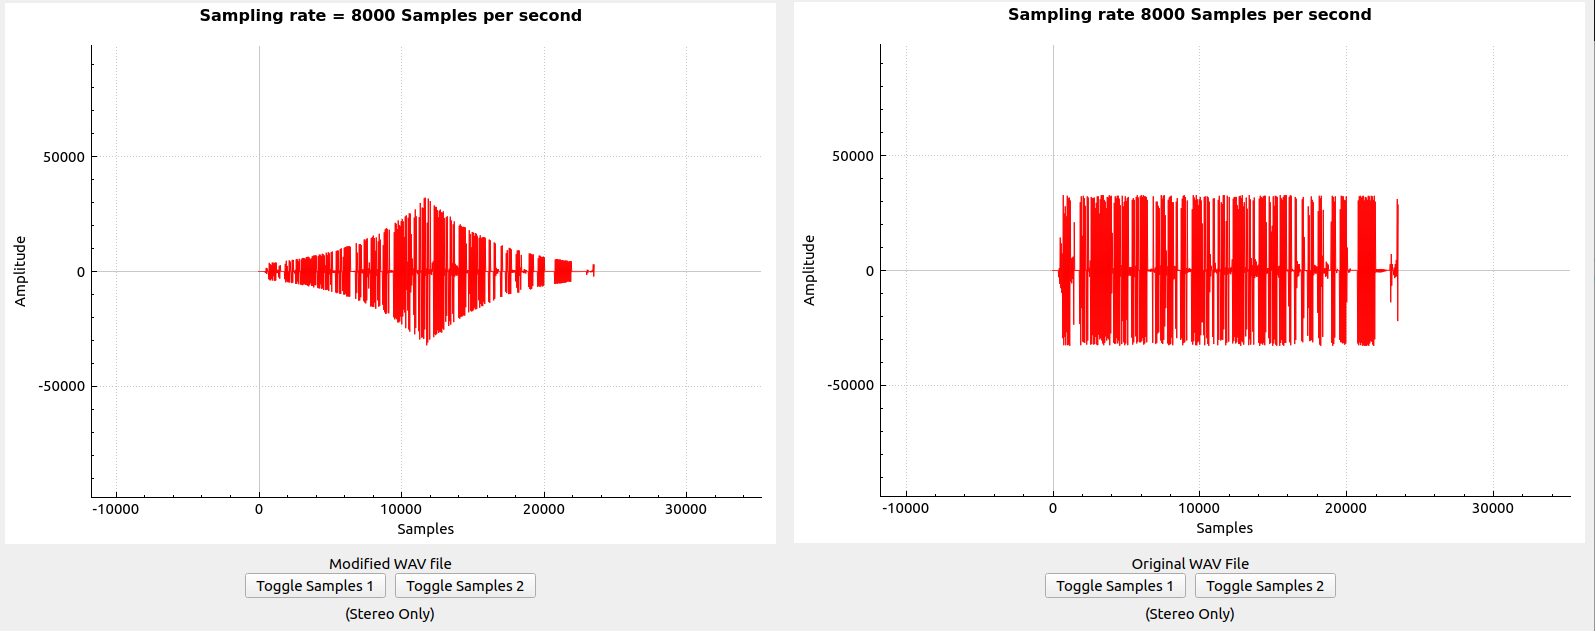 Sampling rate = 8000 Samples per second
50000
0
-50000
Amplitude
-10000 0 10000 20000 30000
Samples
Modified WAV file
Toggle Samples 1 Toggle Samples 2
(Stereo Only)
Sampling rate 8000 Samples per second
50000
0
-50000
Amplitude
-10000 0 10000 20000 30000
Samples
Original WAV File
Toggle Samples 1 Toggle Samples 2
(Stereo Only)